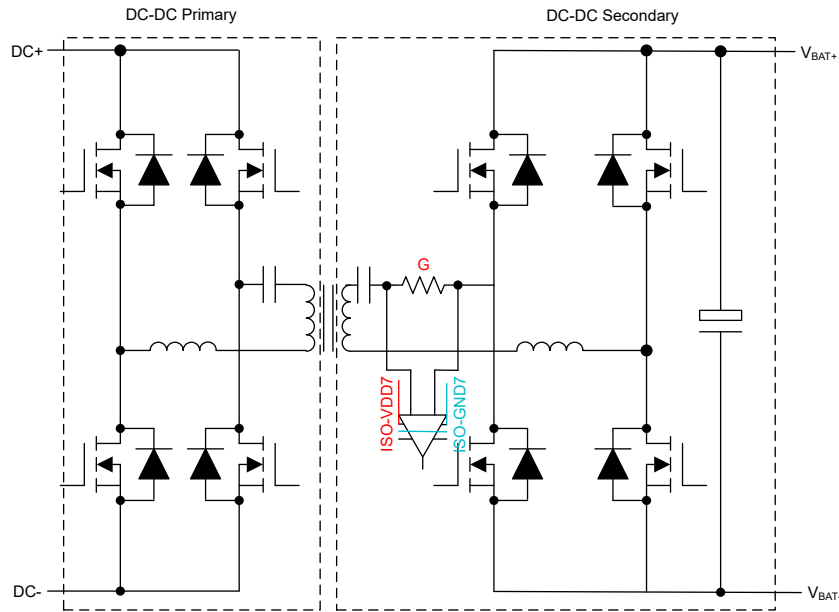 DC-DC Primary
DC-DC Secondary
DC+
VBAT+
G
ISO-VDD7
ISO-GND7
DC-
VBAT-